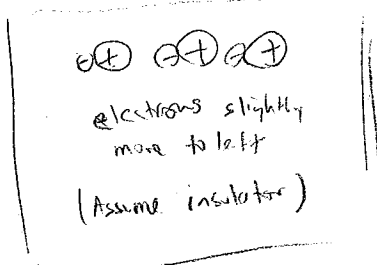 ⊖⊕ ⊖⊕ ⊖⊕
electrons slightly
more to left
(Assume insulator)